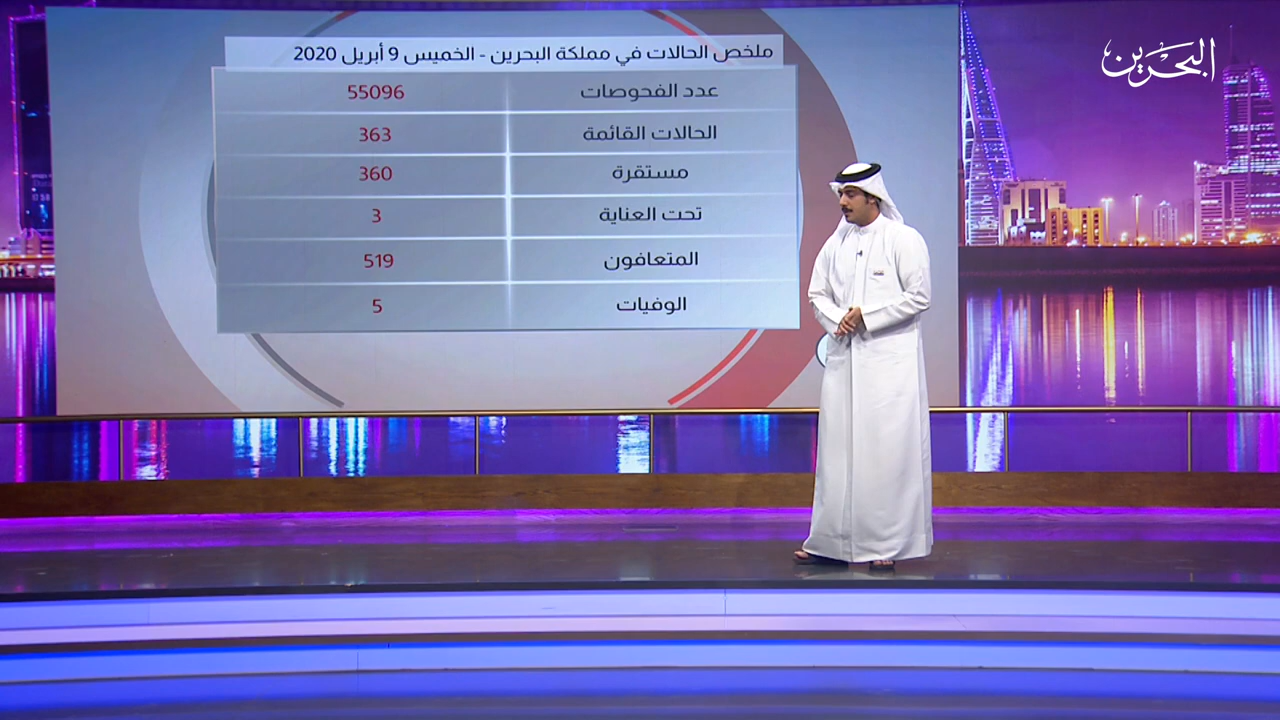 البحرين
ملخص الحالات في مملكة البحرين - الخميس 9 أبريل 2020
عدد الفحوصات 55096
الحالات القائمة 363
مستقرة 360
تحت العناية 3
المتعافون 519
الوفيات 5